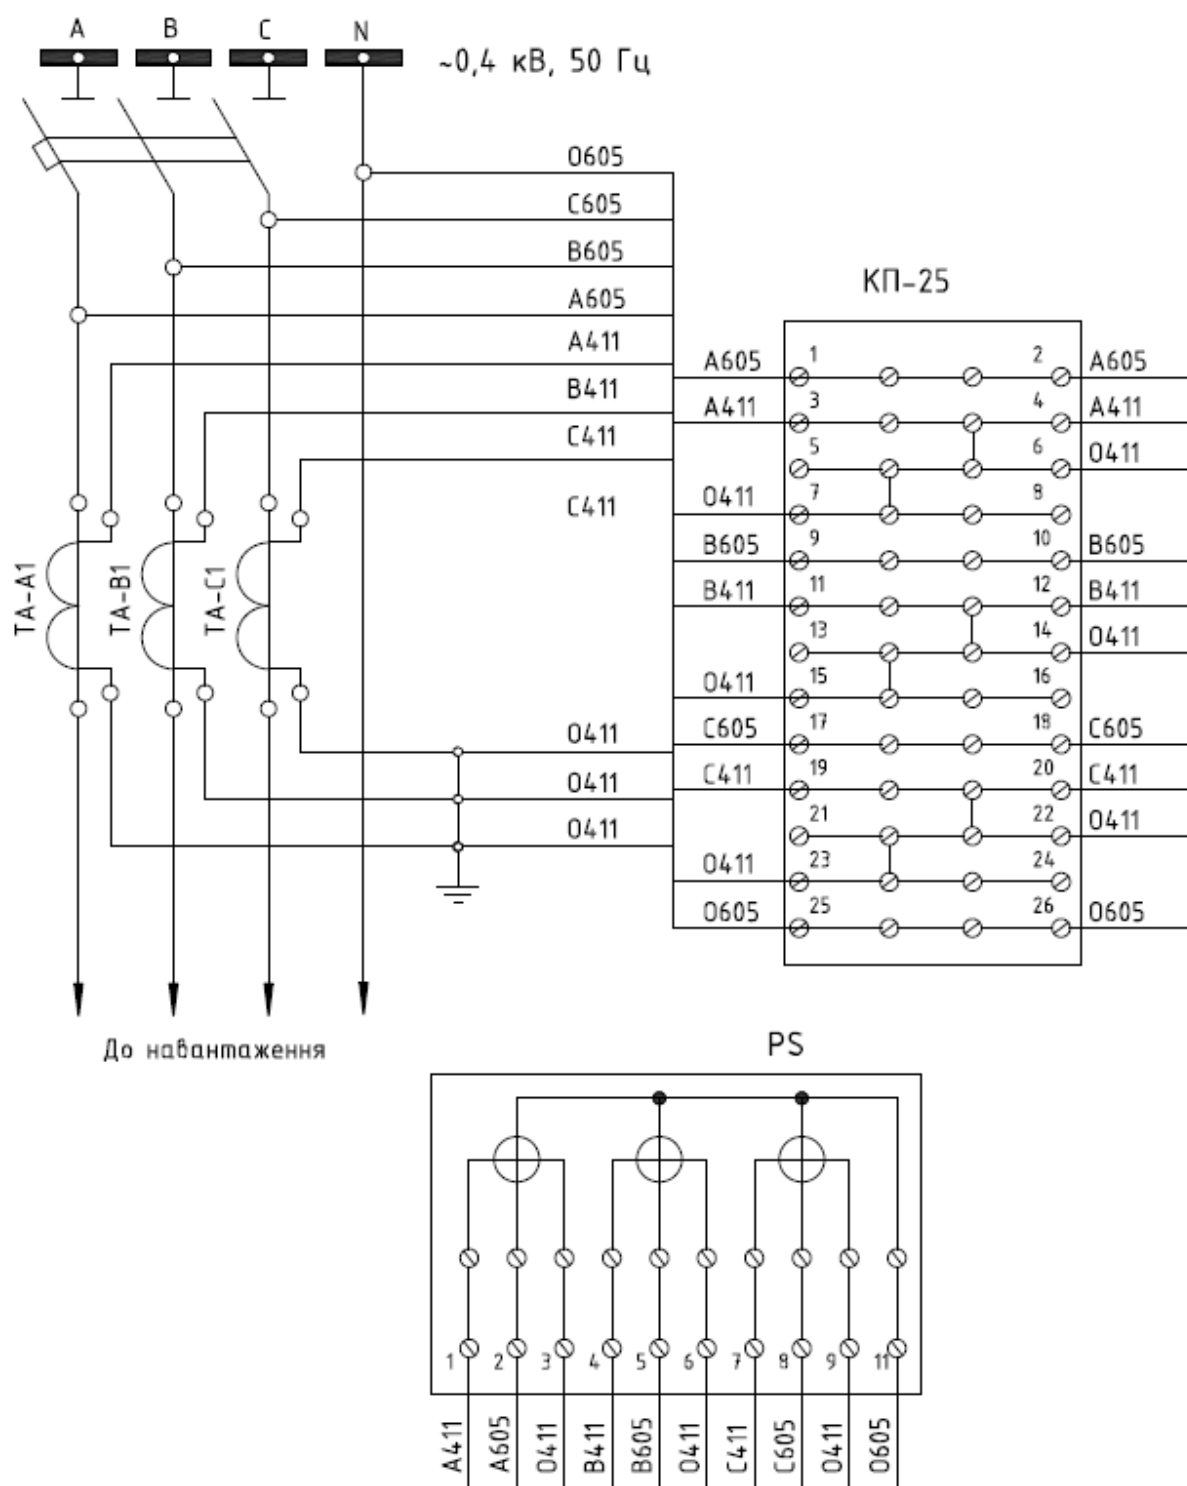 A B C N
~0,4 кВ, 50 Гц
0605
C605
B605
A605
A411
B411
C411
C411
TA-A1
TA-B1
TA-C1
0411
0411
0411
До навантаження
КП-25
A605 1 2 A605
A411 3 4 A411
5 6 0411
0411 7 8
B605 9 10 B605
B411 11 12 B411
13 14 0411
0411 15 16
C605 17 18 C605
C411 19 20 C411
21 22 0411
0411 23 24
0605 25 26 0605
PS
1 2 3 4 5 6 7 8 9 11
A411
A605
0411
B411
B605
0411
C411
C605
0411
0605